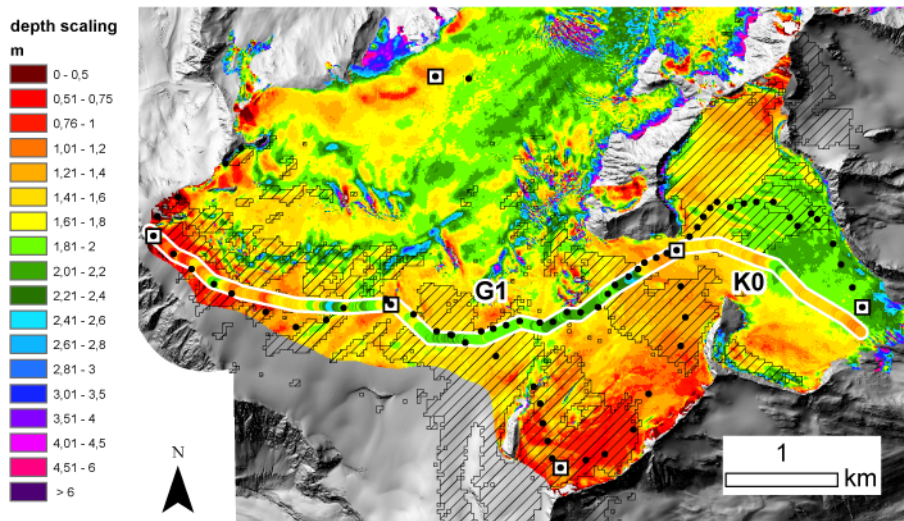 depth scaling
m
0 - 0,5
0,51 - 0,75
0,76 - 1
1,01 - 1,2
1,21 - 1,4
1,41 - 1,6
1,61 - 1,8
1,81 - 2
2,01 - 2,2
2,21 - 2,4
2,41 - 2,6
2,61 - 2,8
2,81 - 3
3,01 - 3,5
3,51 - 4
4,01 - 4,5
4,51 - 6
> 6
G1
K0
N
1
km